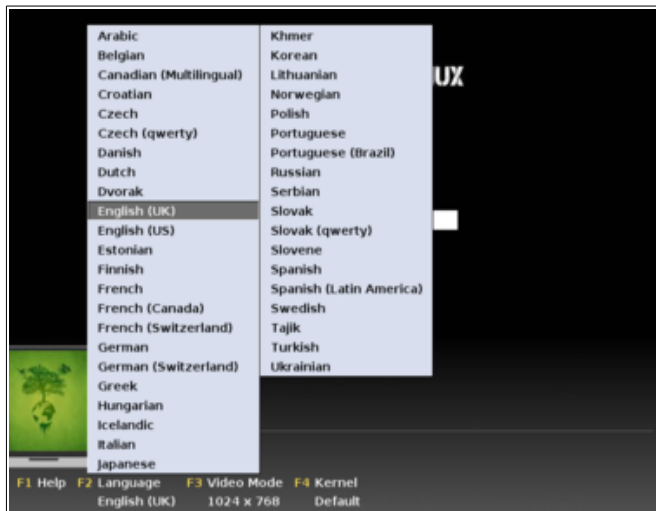 Arabic
Belgian
Canadian (Multilingual)
Croatian
Czech
Czech (qwerty)
Danish
Dutch
Dvorak
English (UK)
English (US)
Estonian
Finnish
French
French (Canada)
French (Switzerland)
German
German (Switzerland)
Greek
Hungarian
Icelandic
Italian
Japanese
Khmer
Korean
Lithuanian
Norwegian
Polish
Portuguese
Portuguese (Brazil)
Russian
Serbian
Slovak
Slovak (qwerty)
Slovene
Spanish
Spanish (Latin America)
Swedish
Tajik
Turkish
Ukrainian
UX
F1 Help F2 Language F3 Video Mode F4 Kernel
English (UK) 1024 x 768 Default